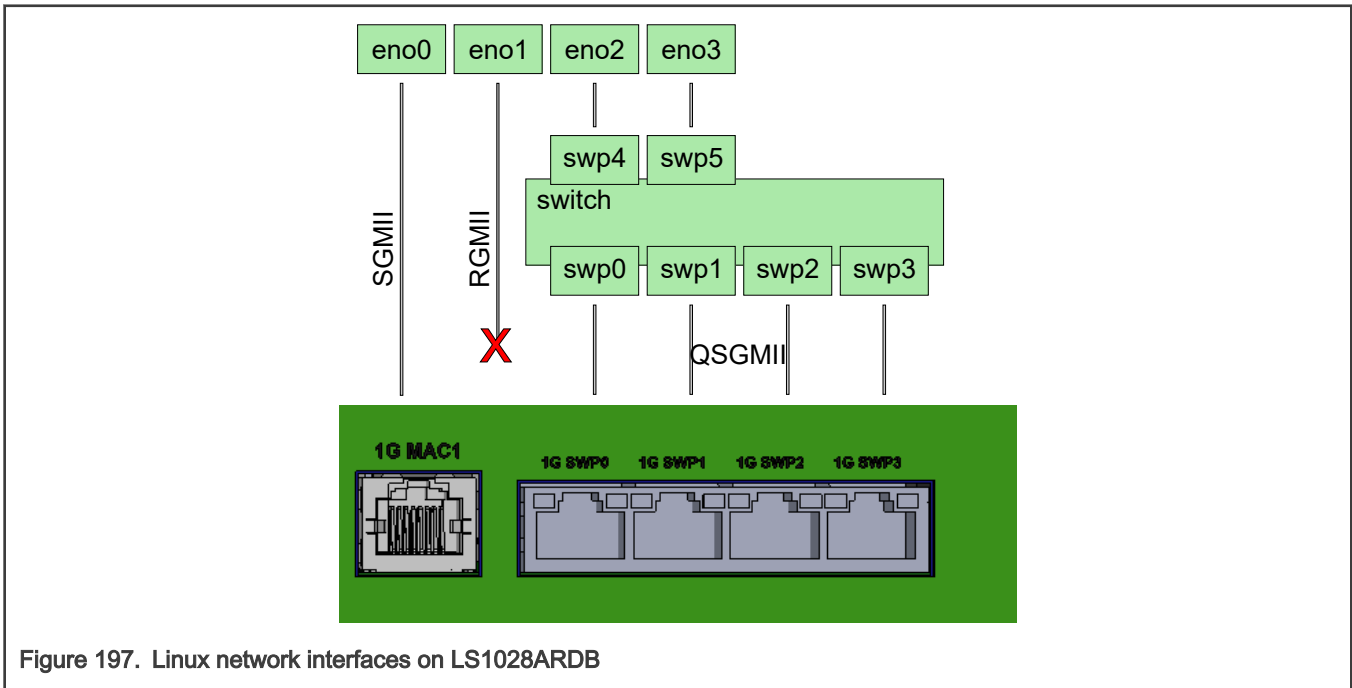 eno0 eno1 eno2 eno3
swp4 swp5
switch
SGMII RGMII
swp0 swp1 swp2 swp3
X
QSGMII
1G MAC1
1G SWP0 1G SWP1 1G SWP2 1G SWP3
Figure 197. Linux network interfaces on LS1028ARDB